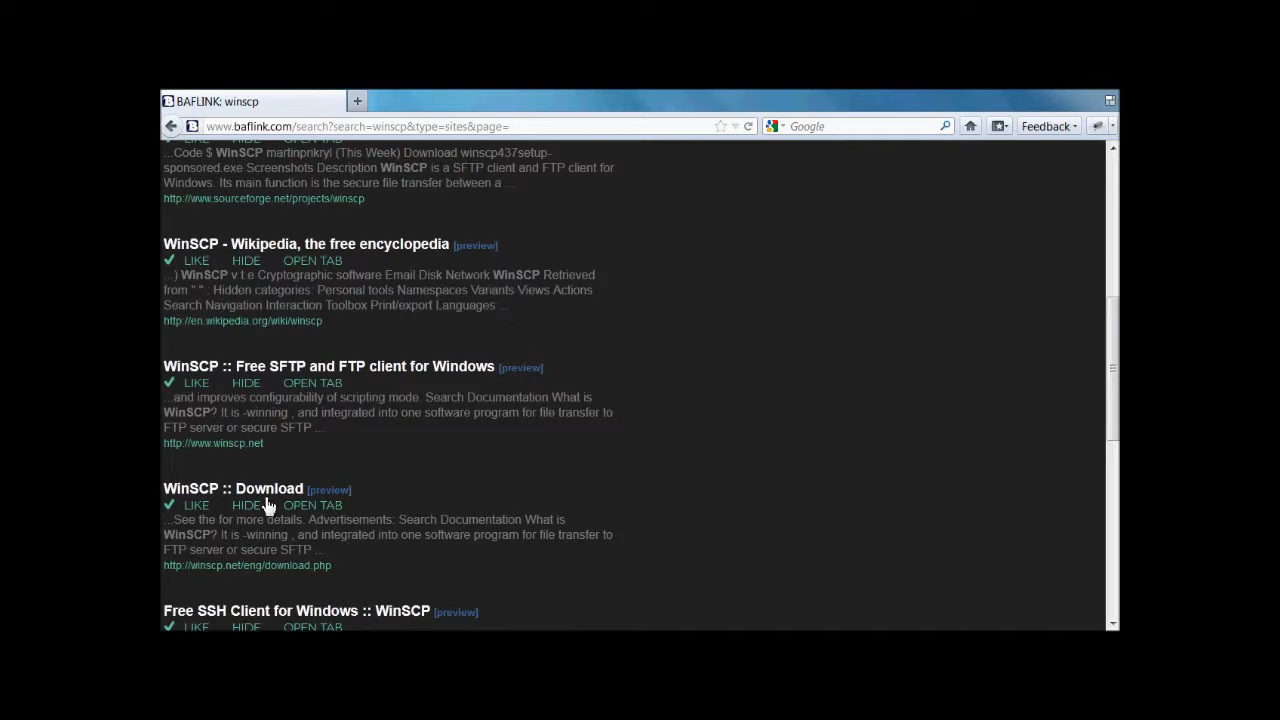 BAFLINK: winscp
www.baflink.com/search?search=winscp&type=sites&page=
Google
Feedback
LIKE HIDE OPEN TAB
...Code $ WinSCP martinprikryl (This Week) Download winscp437setup-
sponsored.exe Screenshots Description WinSCP is a SFTP client and FTP client for
Windows. Its main function is the secure file transfer between a ...
http://www.sourceforge.net/projects/winscp
WinSCP - Wikipedia, the free encyclopedia [preview]
LIKE HIDE OPEN TAB
...) WinSCP v t e Cryptographic software Email Disk Network WinSCP Retrieved
from " " : Hidden categories: Personal tools Namespaces Variants Views Actions
Search Navigation Interaction Toolbox Print/export Languages ...
http://en.wikipedia.org/wiki/winscp
WinSCP :: Free SFTP and FTP client for Windows [preview]
LIKE HIDE OPEN TAB
...and improves configurability of scripting mode. Search Documentation What is
WinSCP? It is -winning , and integrated into one software program for file transfer to
FTP server or secure SFTP ...
http://www.winscp.net
WinSCP :: Download [preview]
LIKE HIDE OPEN TAB
...See the for more details. Advertisements: Search Documentation What is
WinSCP? It is -winning , and integrated into one software program for file transfer to
FTP server or secure SFTP ...
http://winscp.net/eng/download.php
Free SSH Client for Windows :: WinSCP [preview]
LIKE HIDE OPEN TAB